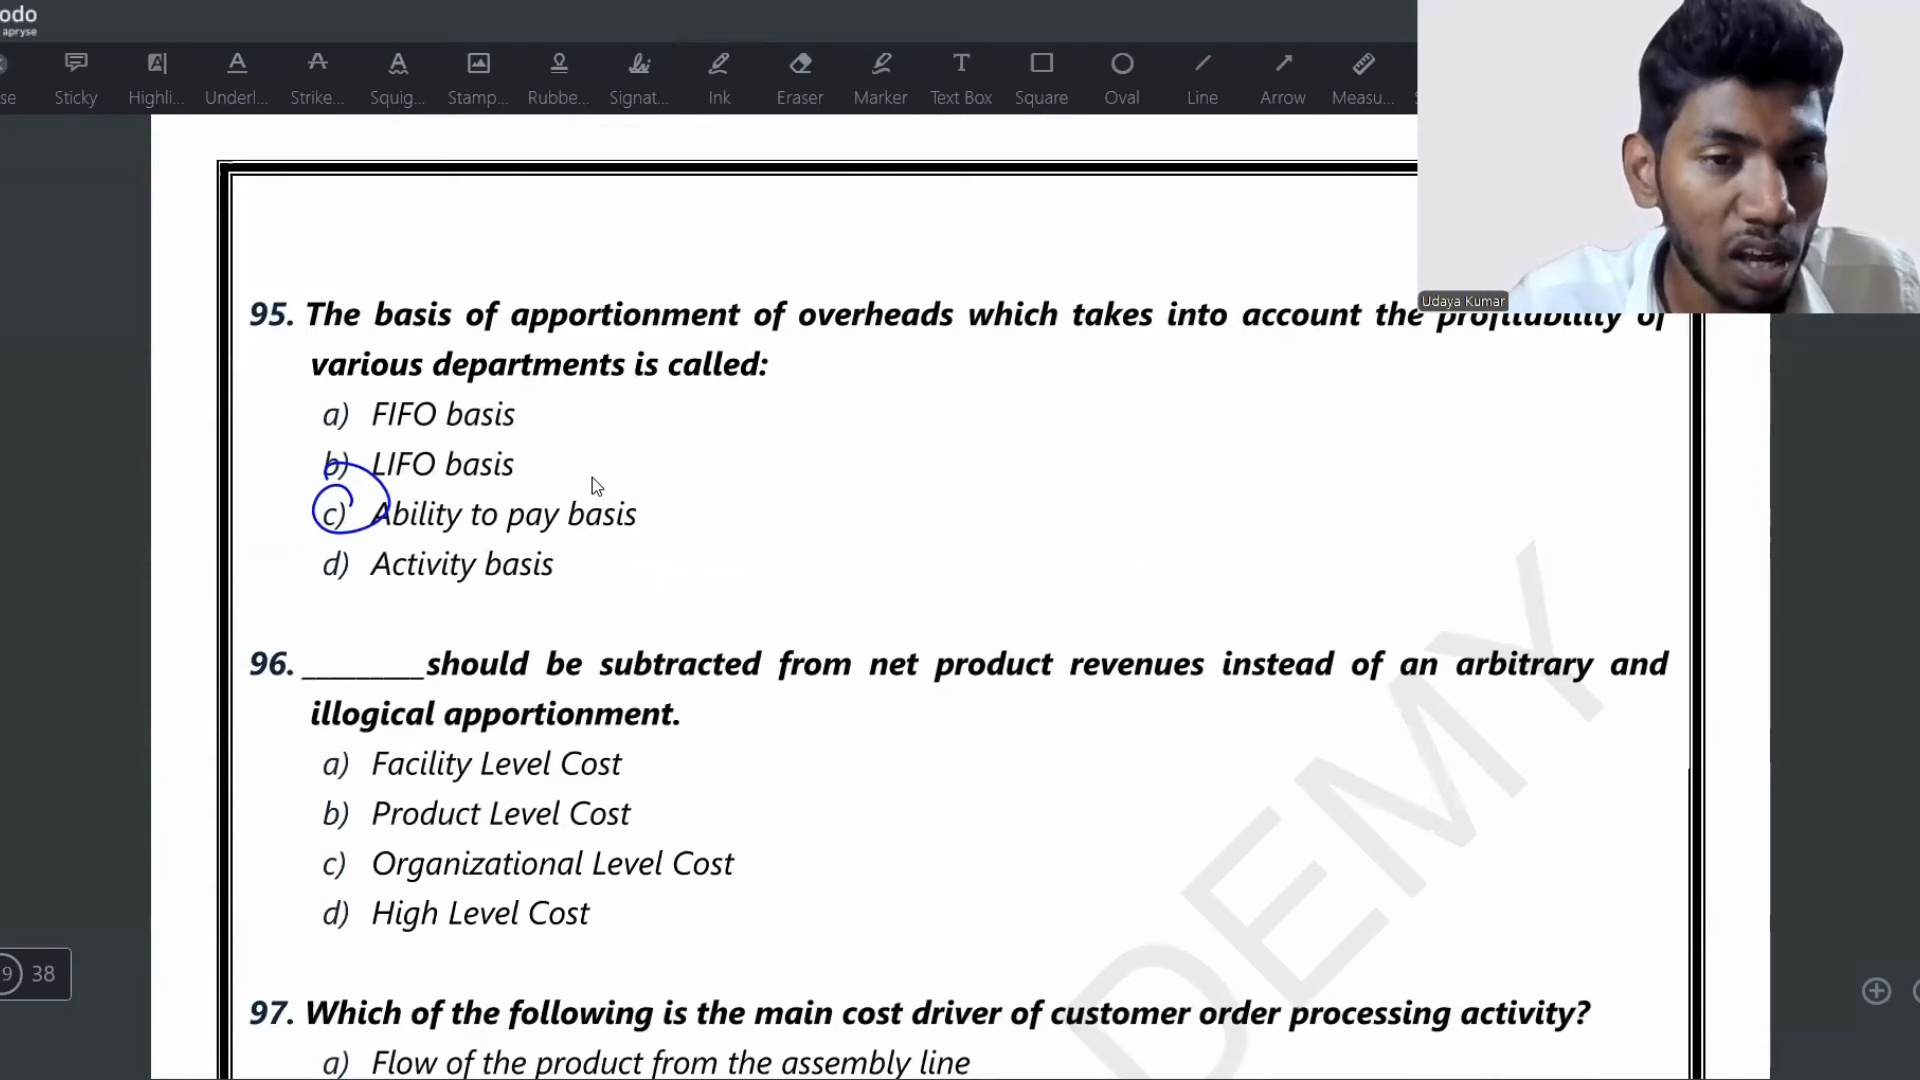 odo
apryse
se
Sticky
Highli...
Underl...
Strike...
Squig...
Stamp...
Rubbe...
Signat...
Ink
Eraser
Marker
Text Box
Square
Oval
Line
Arrow
Measu...
Udaya Kumar
95. The basis of apportionment of overheads which takes into account the profitability of
various departments is called:
a) FIFO basis
b) LIFO basis
c) Ability to pay basis
d) Activity basis
96. ________should be subtracted from net product revenues instead of an arbitrary and
illogical apportionment.
a) Facility Level Cost
b) Product Level Cost
c) Organizational Level Cost
d) High Level Cost
97. Which of the following is the main cost driver of customer order processing activity?
a) Flow of the product from the assembly line
DEMY
9 38